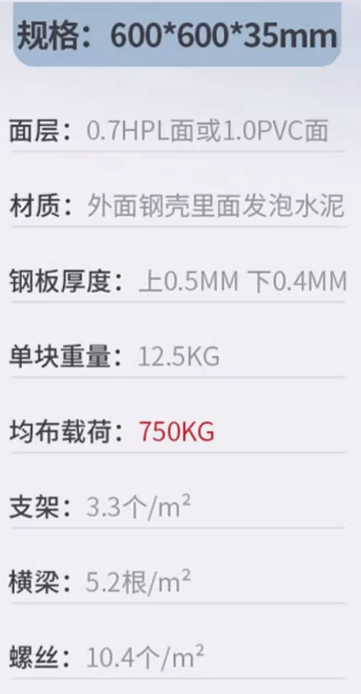 规格：600*600*35mm
面层：0.7HPL面或1.0PVC面
材质：外面钢壳里面发泡水泥
钢板厚度：上0.5MM 下0.4MM
单块重量：12.5KG
均布载荷：750KG
支架：3.3个/m²
横梁：5.2根/m²
螺丝：10.4个/m²